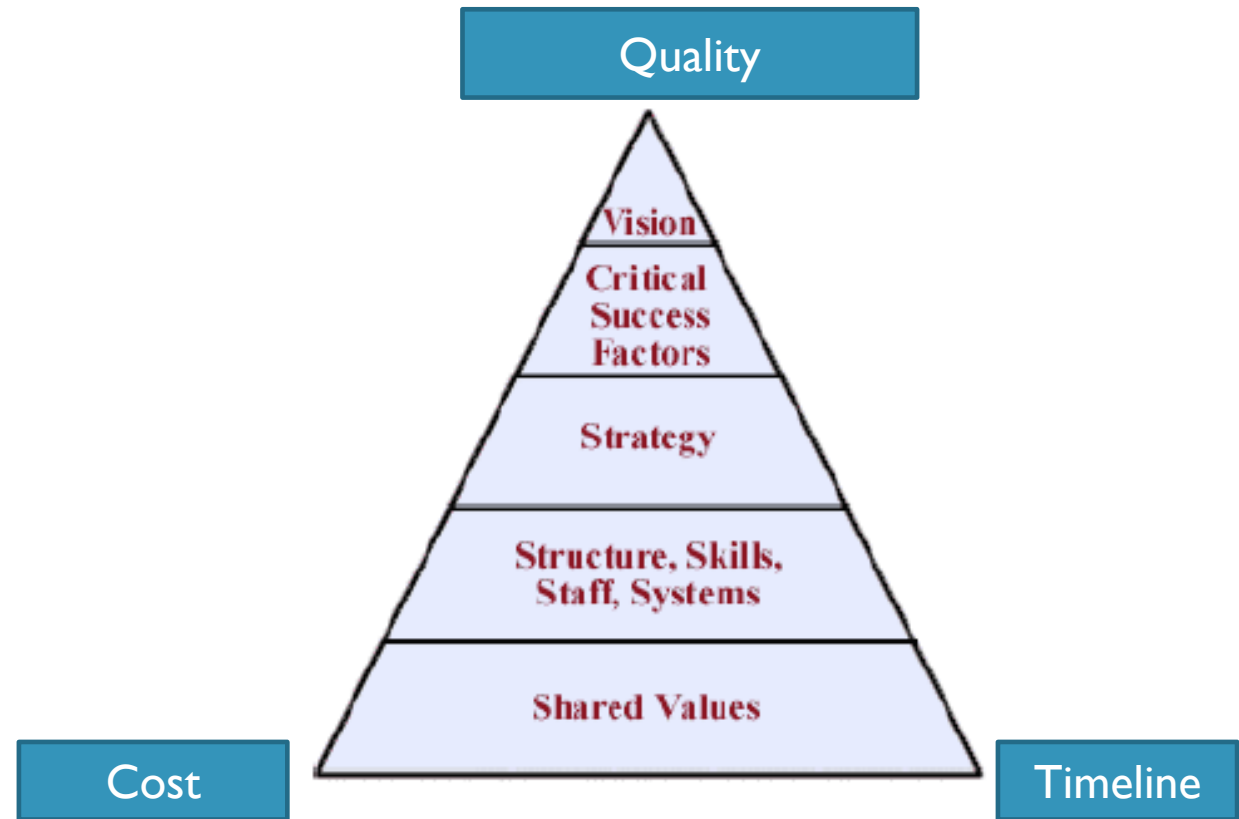 Quality
Vision
Critical
Success
Factors
Strategy
Structure, Skills,
Staff, Systems
Shared Values
Cost
Timeline